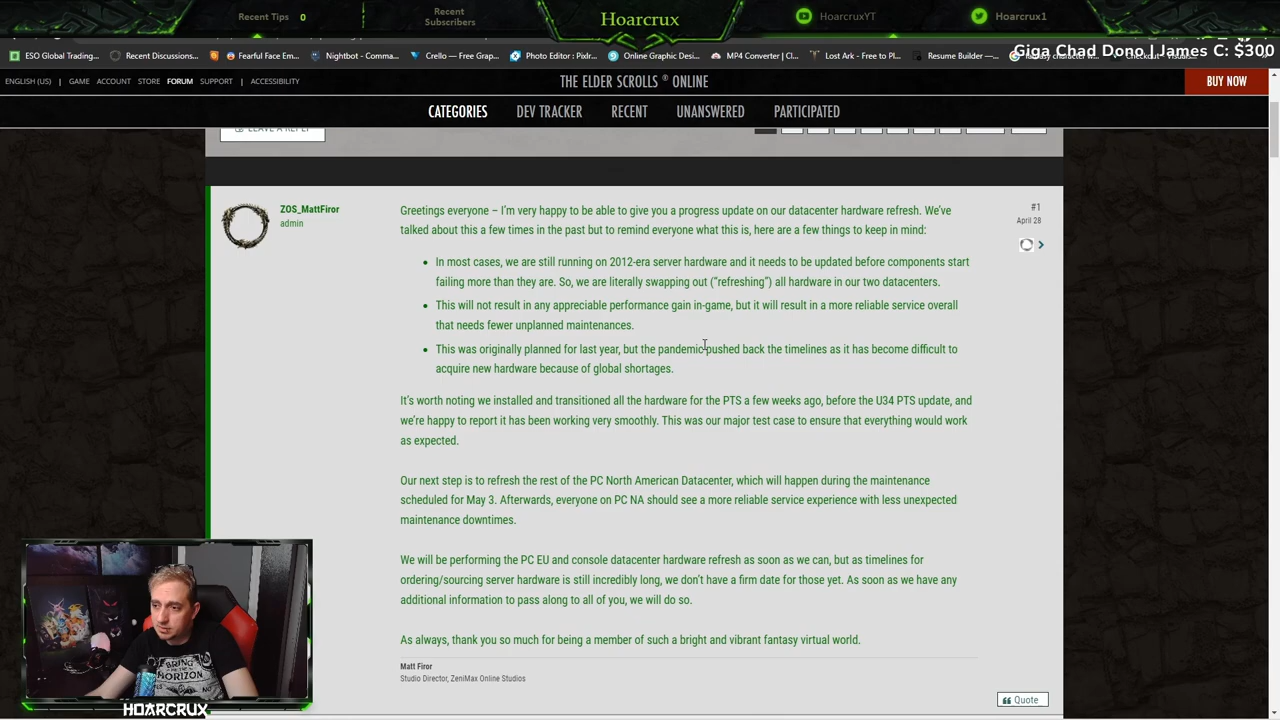 Recent Tips 0
Recent
Subscribers
Hoarcrux
HoarcruxYT
Hoarcrux1
ESO Global Trading...
Recent Discussions...
Fearful Face Em...
Nightbot - Comma...
Crello — Free Grap...
Photo Editor : Pixlr...
Online Graphic Desi...
MP4 Converter | Cl...
Lost Ark - Free to Pl...
Resume Builder —...
Giga Chad Dono | James C: $300
ENGLISH (US) | GAME ACCOUNT STORE FORUM SUPPORT | ACCESSIBILITY
THE ELDER SCROLLS ® ONLINE
BUY NOW
CATEGORIES DEV TRACKER RECENT UNANSWERED PARTICIPATED
LEAVE A REPLY
ZOS_MattFiror
admin
#1
April 28
Greetings everyone – I'm very happy to be able to give you a progress update on our datacenter hardware refresh. We've
talked about this a few times in the past but to remind everyone what this is, here are a few things to keep in mind:
• In most cases, we are still running on 2012-era server hardware and it needs to be updated before components start
failing more than they are. So, we are literally swapping out ("refreshing") all hardware in our two datacenters.
• This will not result in any appreciable performance gain in-game, but it will result in a more reliable service overall
that needs fewer unplanned maintenances.
• This was originally planned for last year, but the pandemic pushed back the timelines as it has become difficult to
acquire new hardware because of global shortages.
It's worth noting we installed and transitioned all the hardware for the PTS a few weeks ago, before the U34 PTS update, and
we're happy to report it has been working very smoothly. This was our major test case to ensure that everything would work
as expected.
Our next step is to refresh the rest of the PC North American Datacenter, which will happen during the maintenance
scheduled for May 3. Afterwards, everyone on PC NA should see a more reliable service experience with less unexpected
maintenance downtimes.
We will be performing the PC EU and console datacenter hardware refresh as soon as we can, but as timelines for
ordering/sourcing server hardware is still incredibly long, we don't have a firm date for those yet. As soon as we have any
additional information to pass along to all of you, we will do so.
As always, thank you so much for being a member of such a bright and vibrant fantasy virtual world.
Matt Firor
Studio Director, ZeniMax Online Studios
Quote
BRING
HORIZON
HOARCRUX